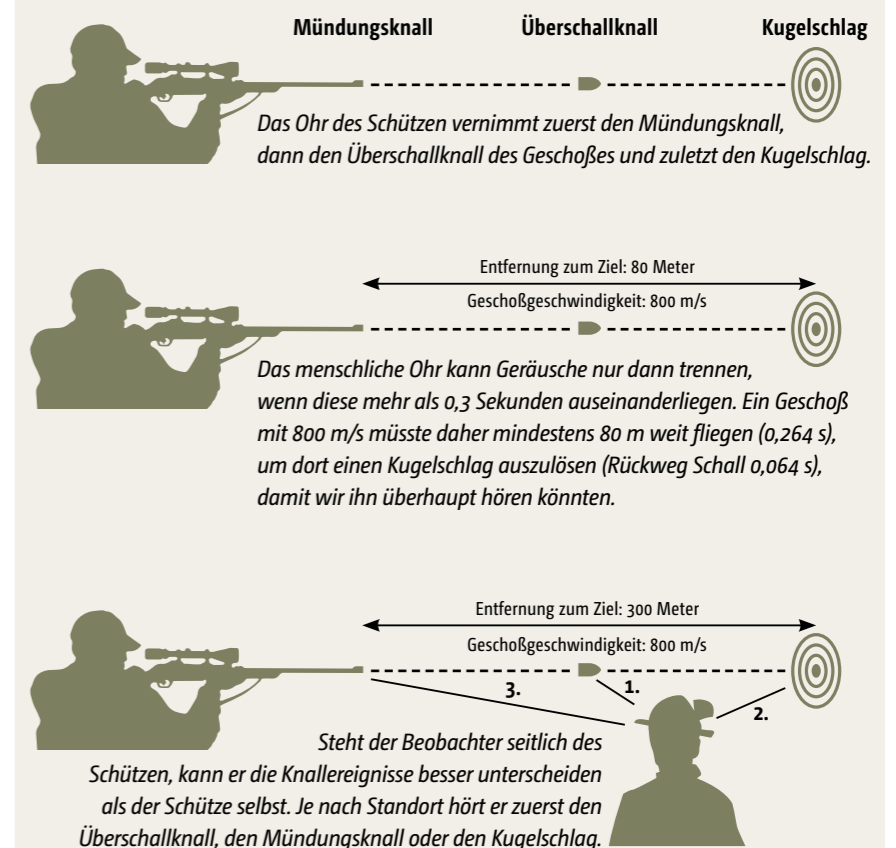 Mündungsknall Überschallknall Kugelschlag
Das Ohr des Schützen vernimmt zuerst den Mündungsknall,
dann den Überschallknall des Geschoßes und zuletzt den Kugelschlag.
Entfernung zum Ziel: 80 Meter
Geschoßgeschwindigkeit: 800 m/s
Das menschliche Ohr kann Geräusche nur dann trennen,
wenn diese mehr als 0,3 Sekunden auseinanderliegen. Ein Geschoß
mit 800 m/s müsste daher mindestens 80 m weit fliegen (0,264 s),
um dort einen Kugelschlag auszulösen (Rückweg Schall 0,064 s),
damit wir ihn überhaupt hören könnten.
Entfernung zum Ziel: 300 Meter
Geschoßgeschwindigkeit: 800 m/s
3. 1. 2.
Steht der Beobachter seitlich des
Schützen, kann er die Knallereignisse besser unterscheiden
als der Schütze selbst. Je nach Standort hört er zuerst den
Überschallknall, den Mündungsknall oder den Kugelschlag.